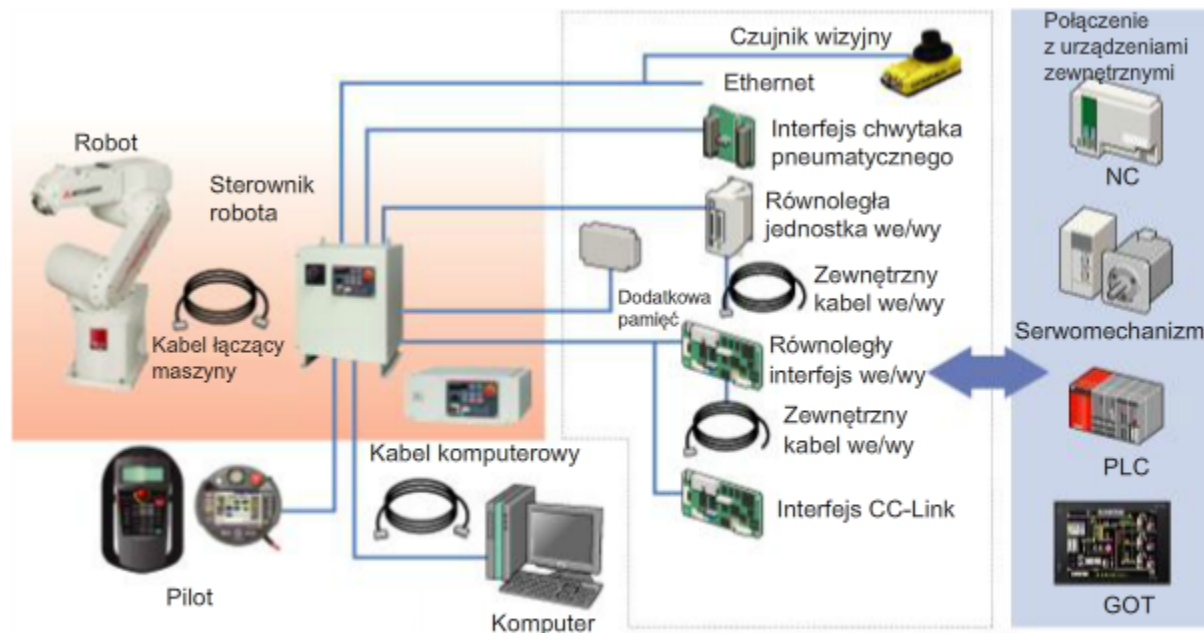 Robot
Sterownik
robota
Kabel łączący
maszyny
Pilot
Kabel komputerowy
Komputer
Czujnik wizyjny
Ethernet
Interfejs chwytaka
pneumatycznego
Równoległa
jednostka we/wy
Zewnętrzny
kabel we/wy
Dodatkowa
pamięć
Równoległy
interfejs we/wy
Zewnętrzny
kabel we/wy
Interfejs CC-Link
Połączenie
z urządzeniami
zewnętrznymi
NC
Serwomechanizm
PLC
GOT